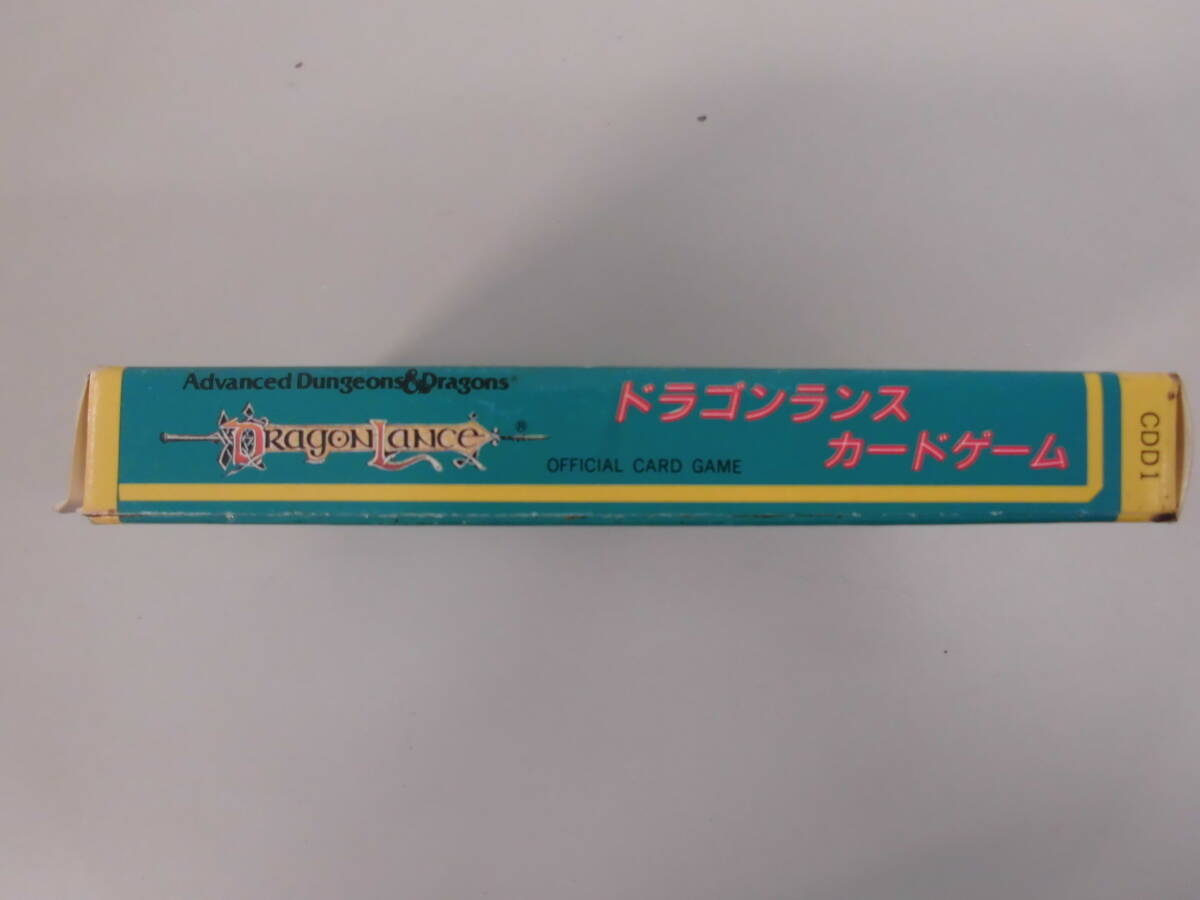 Advanced Dungeons&Dragons®
DRAGONLANCE®
OFFICIAL CARD GAME
ドラゴンランス
カードゲーム
CDD1